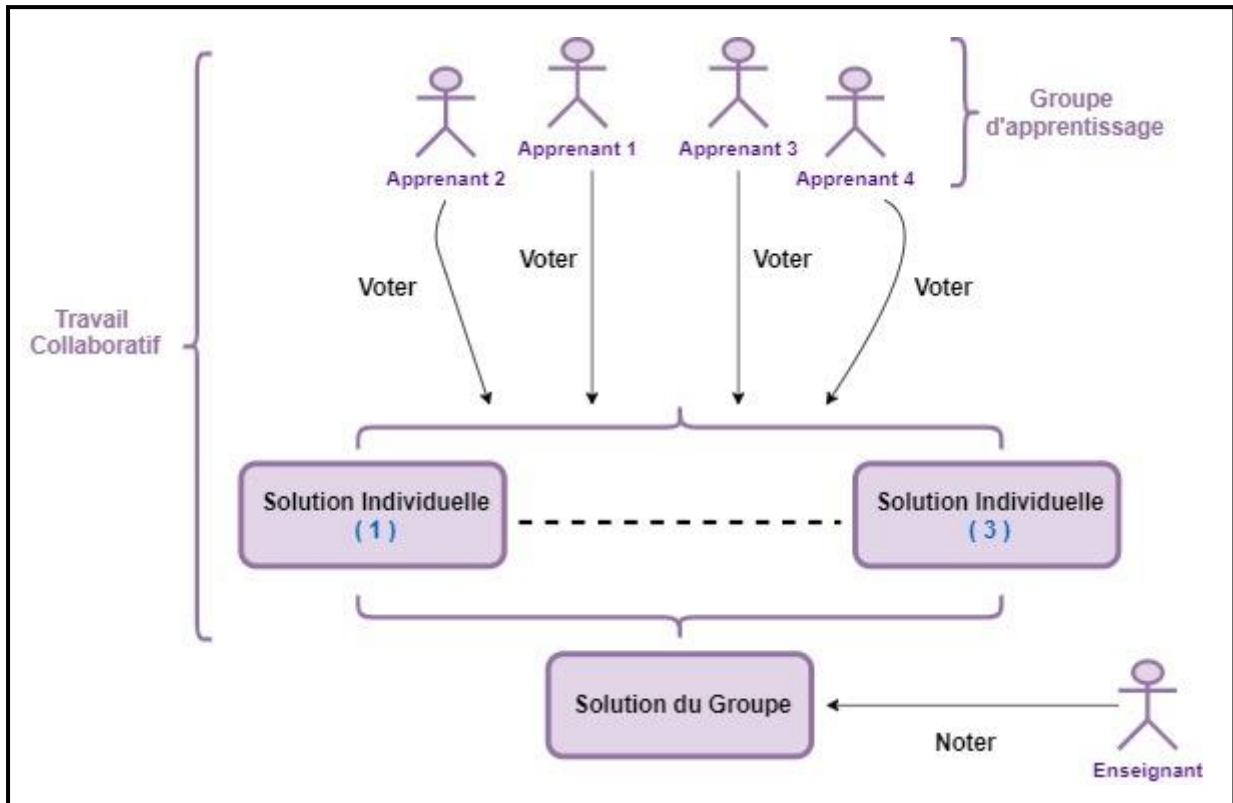 Groupe
d'apprentissage
Apprenant 1
Apprenant 3
Apprenant 2
Apprenant 4
Voter
Voter
Voter
Voter
Travail
Collaboratif
Solution Individuelle
( 1 )
Solution Individuelle
( 3 )
Solution du Groupe
Noter
Enseignant